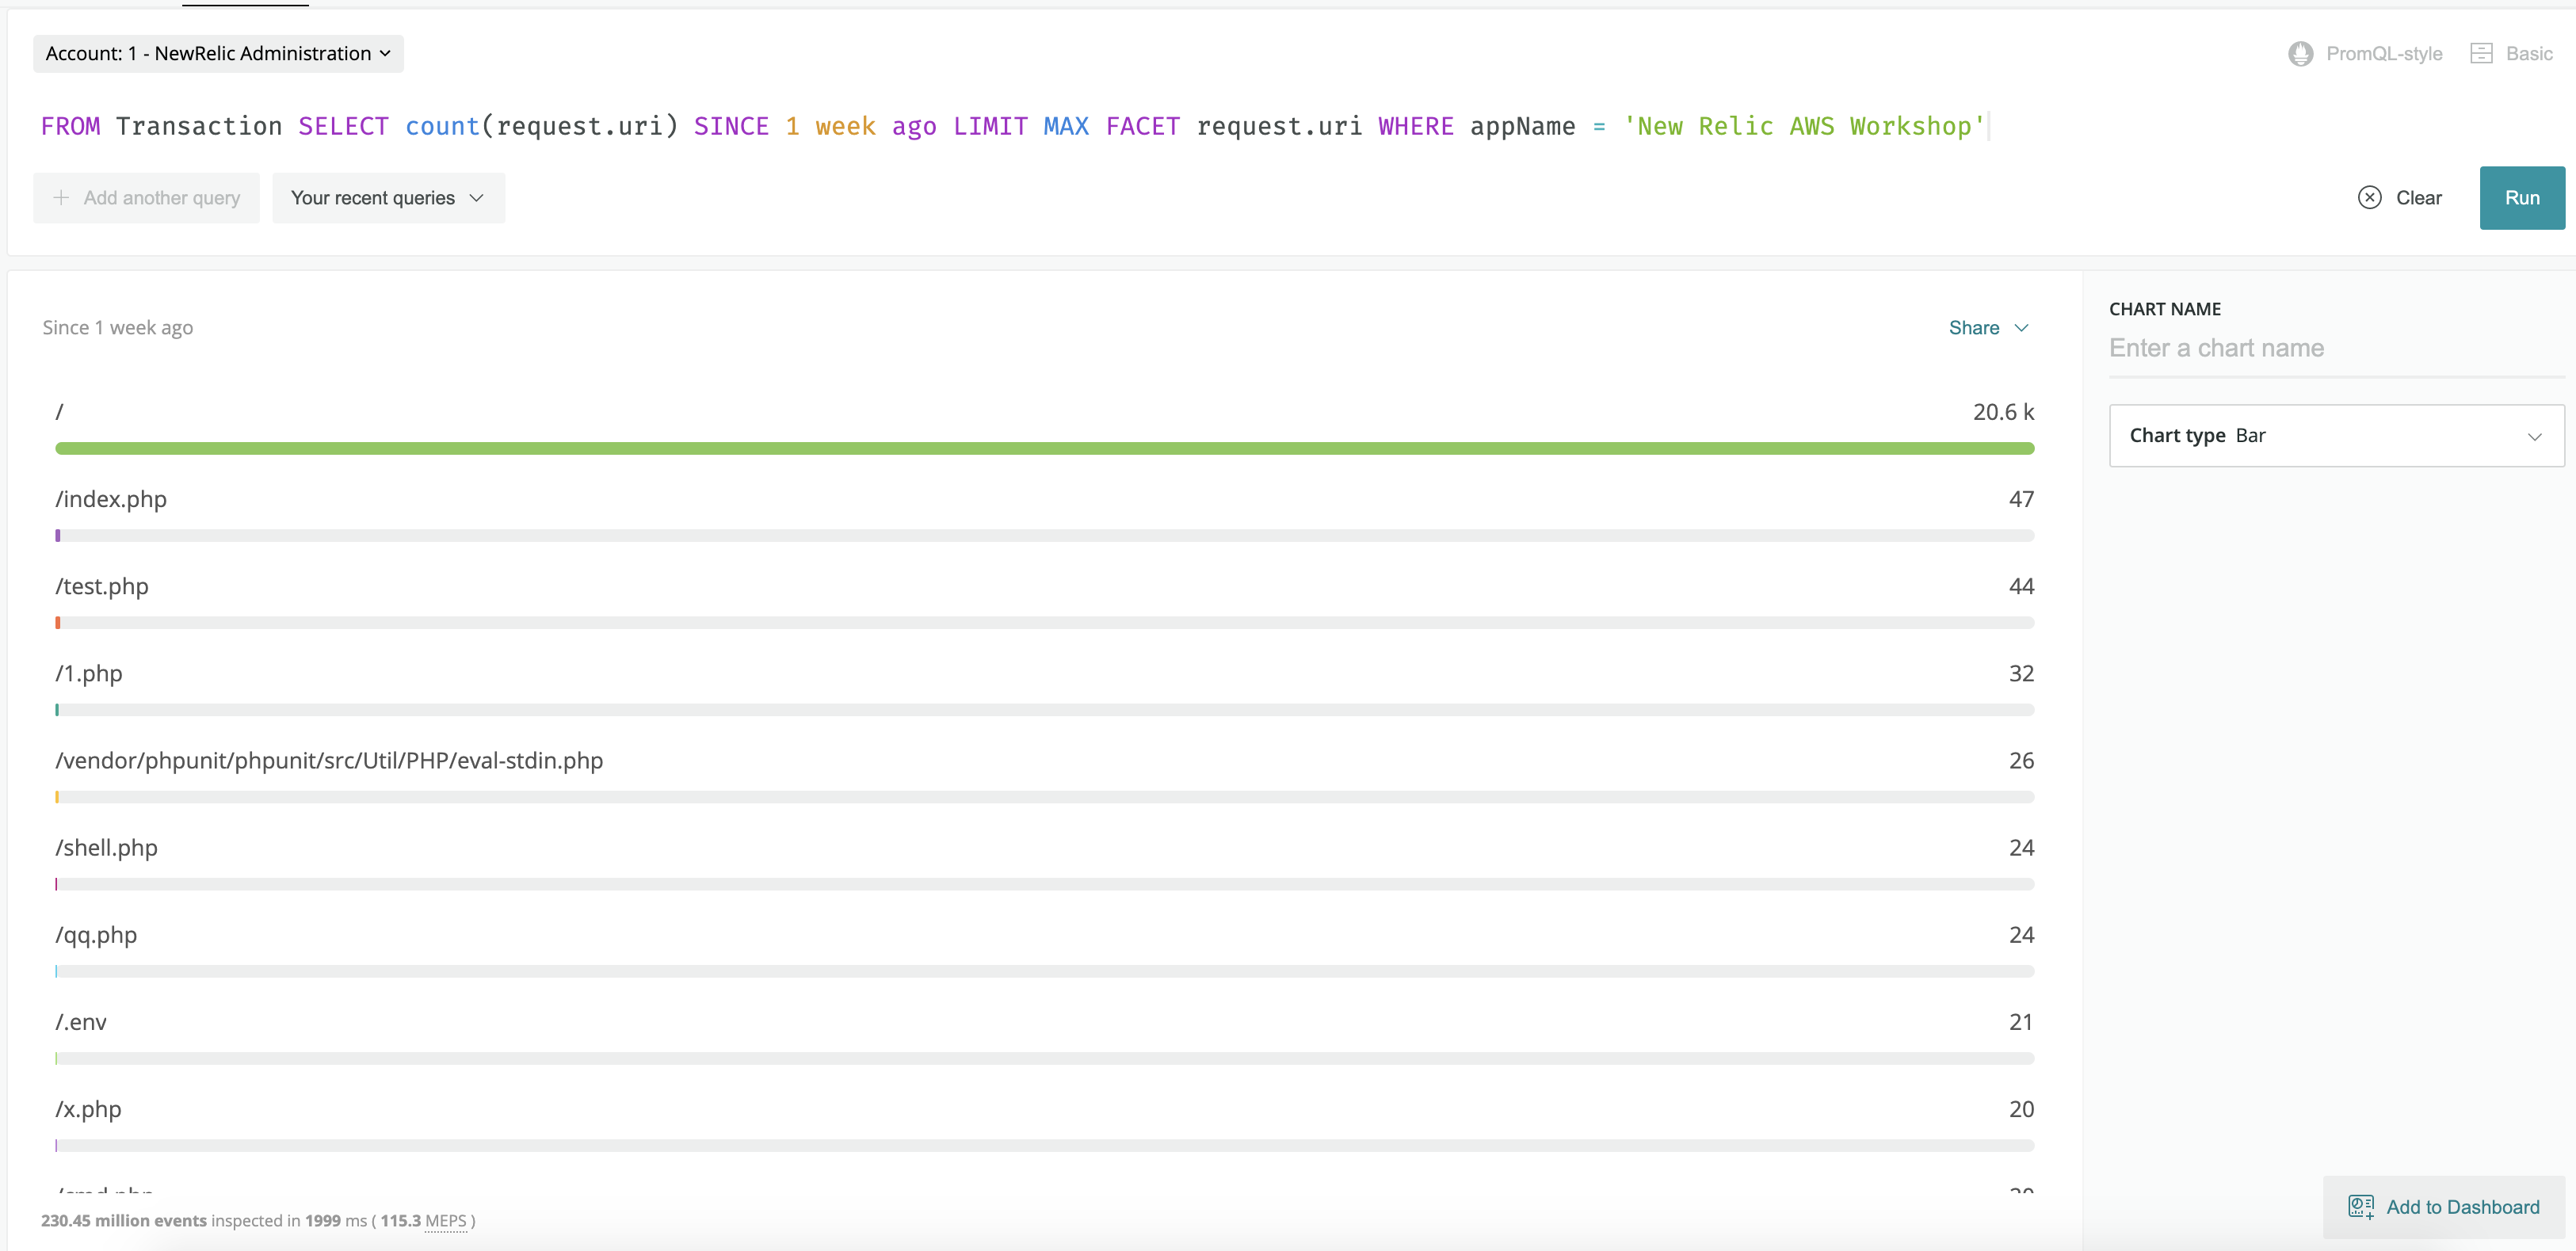 Account: 1 - NewRelic Administration
PromQL-style
Basic
FROM Transaction SELECT count(request.uri) SINCE 1 week ago LIMIT MAX FACET request.uri WHERE appName = 'New Relic AWS Workshop'
Add another query
Your recent queries
Clear
Run
Since 1 week ago
Share
/ 20.6 k
/index.php 47
/test.php 44
/1.php 32
/vendor/phpunit/phpunit/src/Util/PHP/eval-stdin.php 26
/shell.php 24
/qq.php 24
/.env 21
/x.php 20
230.45 million events inspected in 1999 ms ( 115.3 MEPS )
CHART NAME
Enter a chart name
Chart type Bar
Add to Dashboard